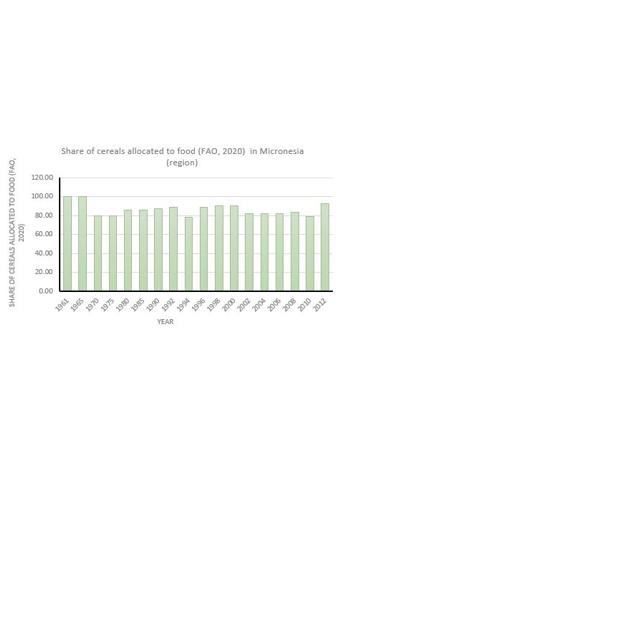 Share of cereals allocated to food (FAO, 2020)  in Micronesia
(region)
SHARE OF CEREALS ALLOCATED TO FOOD (FAO,
2020)
120.00
100.00
80.00
60.00
40.00
20.00
0.00
1961 1965 1970 1975 1980 1985 1990 1992 1994 1996 1998 2000 2002 2004 2006 2008 2010 2012
YEAR